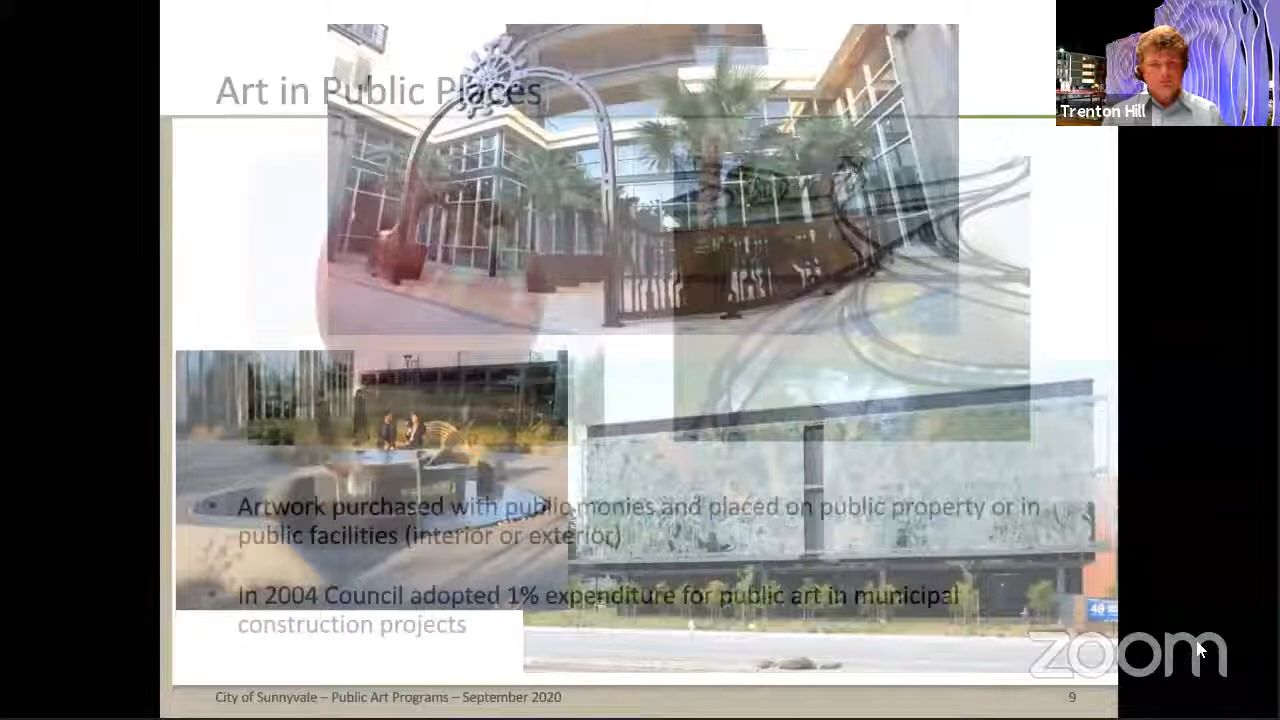 Art in Public Places
Trenton Hill
• Artwork purchased with public monies and placed on public property or in
public facilities (interior or exterior)
• In 2004 Council adopted 1% expenditure for public art in municipal
construction projects
zoom
City of Sunnyvale – Public Art Programs – September 2020
9